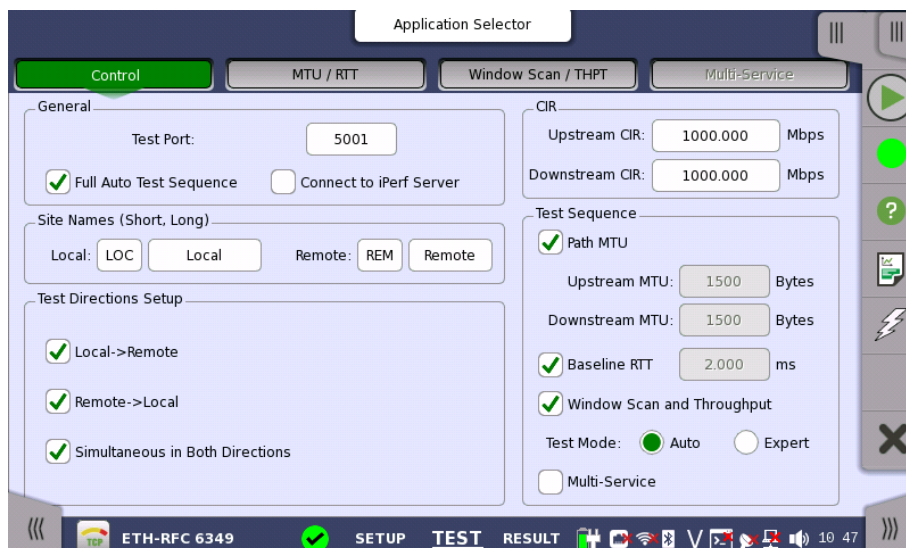 Application Selector
Control MTU / RTT Window Scan / THPT Multi-Service
General
Test Port: 5001
Full Auto Test Sequence Connect to iPerf Server
Site Names (Short, Long)
Local: LOC Local Remote: REM Remote
Test Directions Setup
Local->Remote
Remote->Local
Simultaneous in Both Directions
CIR
Upstream CIR: 1000.000 Mbps
Downstream CIR: 1000.000 Mbps
Test Sequence
Path MTU
Upstream MTU: 1500 Bytes
Downstream MTU: 1500 Bytes
Baseline RTT 2.000 ms
Window Scan and Throughput
Test Mode: Auto Expert
Multi-Service
TCP ETH-RFC 6349 SETUP TEST RESULT 10 47